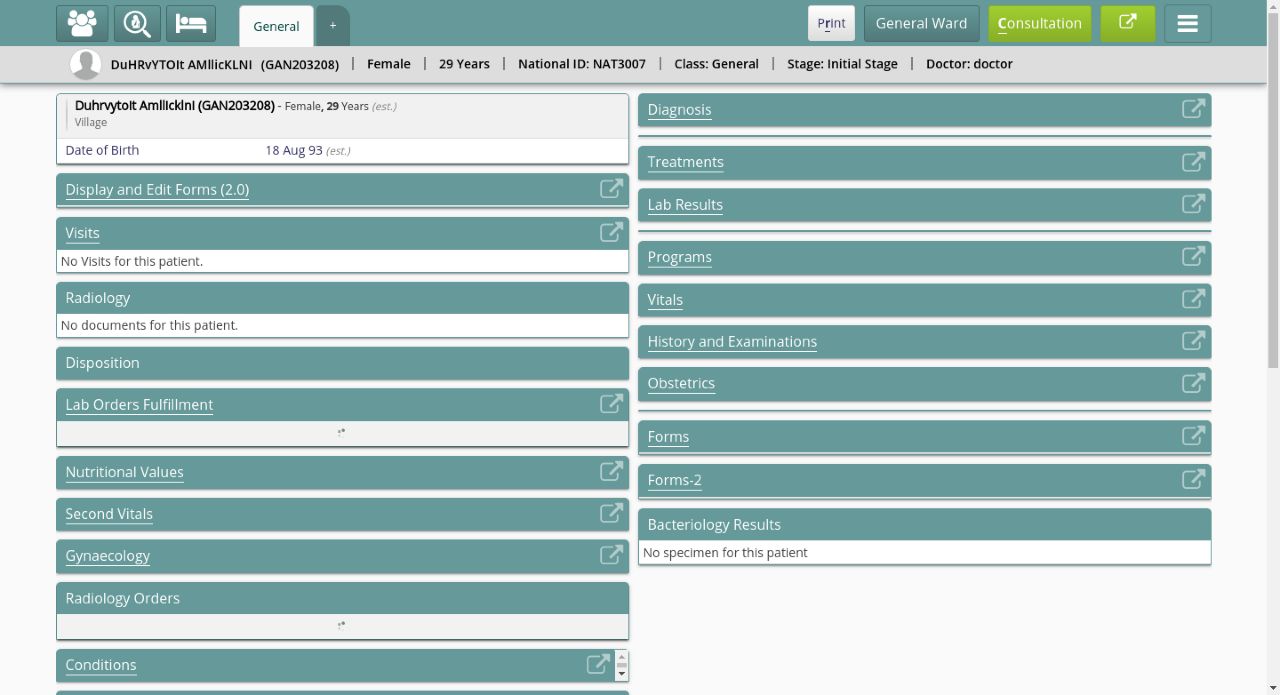 General
+
Print
General Ward
Consultation
DuHRvYTOIt AMIlicKLNI (GAN203208) | Female | 29 Years | National ID: NAT3007 | Class: General | Stage: Initial Stage | Doctor: doctor
Duhrvytoit Amliickini (GAN203208) - Female, 29 Years (est.)
Village
Date of Birth 18 Aug 93 (est.)
Display and Edit Forms (2.0)
Visits
No Visits for this patient.
Radiology
No documents for this patient.
Disposition
Lab Orders Fulfillment
Nutritional Values
Second Vitals
Gynaecology
Radiology Orders
Conditions
Diagnosis
Treatments
Lab Results
Programs
Vitals
History and Examinations
Obstetrics
Forms
Forms-2
Bacteriology Results
No specimen for this patient